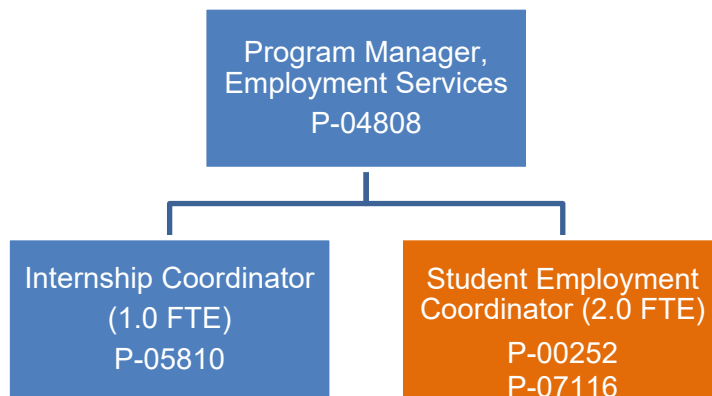 Program Manager,
Employment Services
P-04808
Internship Coordinator
(1.0 FTE)
P-05810
Student Employment
Coordinator (2.0 FTE)
P-00252
P-07116